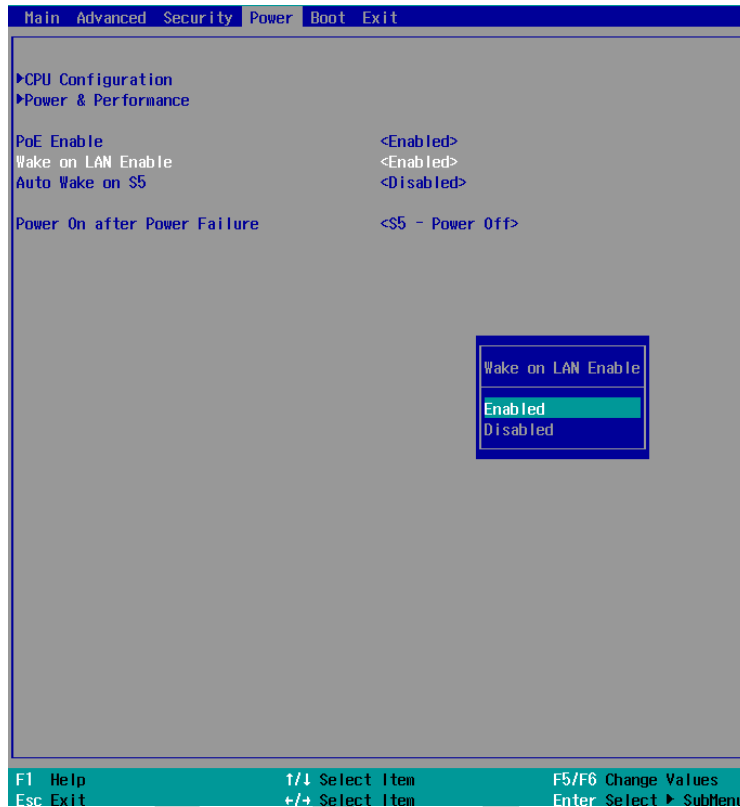 Main Advanced Security Power Boot Exit
▶CPU Configuration
▶Power & Performance
PoE Enable <Enabled>
Wake on LAN Enable <Enabled>
Auto Wake on S5 <Disabled>
Power On after Power Failure <S5 - Power Off>
Wake on LAN Enable
Enabled
Disabled
F1 Help ↑/↓ Select Item F5/F6 Change Values
Esc Exit ←/→ Select Item Enter Select ▶ SubMenu